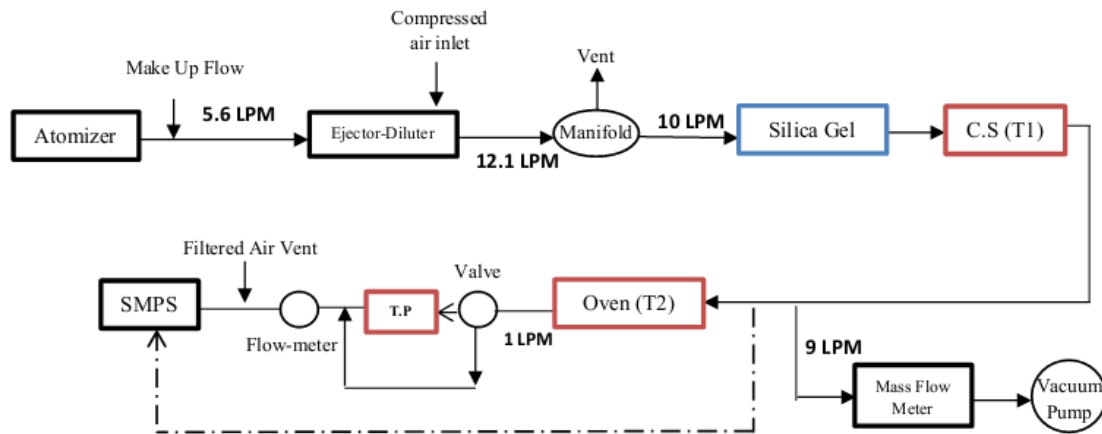 Compressed
air inlet
Make Up Flow
Vent
5.6 LPM
Atomizer
Ejector-Diluter
12.1 LPM
Manifold
10 LPM
Silica Gel
C.S (T1)
Filtered Air Vent
Valve
SMPS
Flow-meter
T.P
1 LPM
Oven (T2)
9 LPM
Mass Flow
Meter
Vacuum
Pump